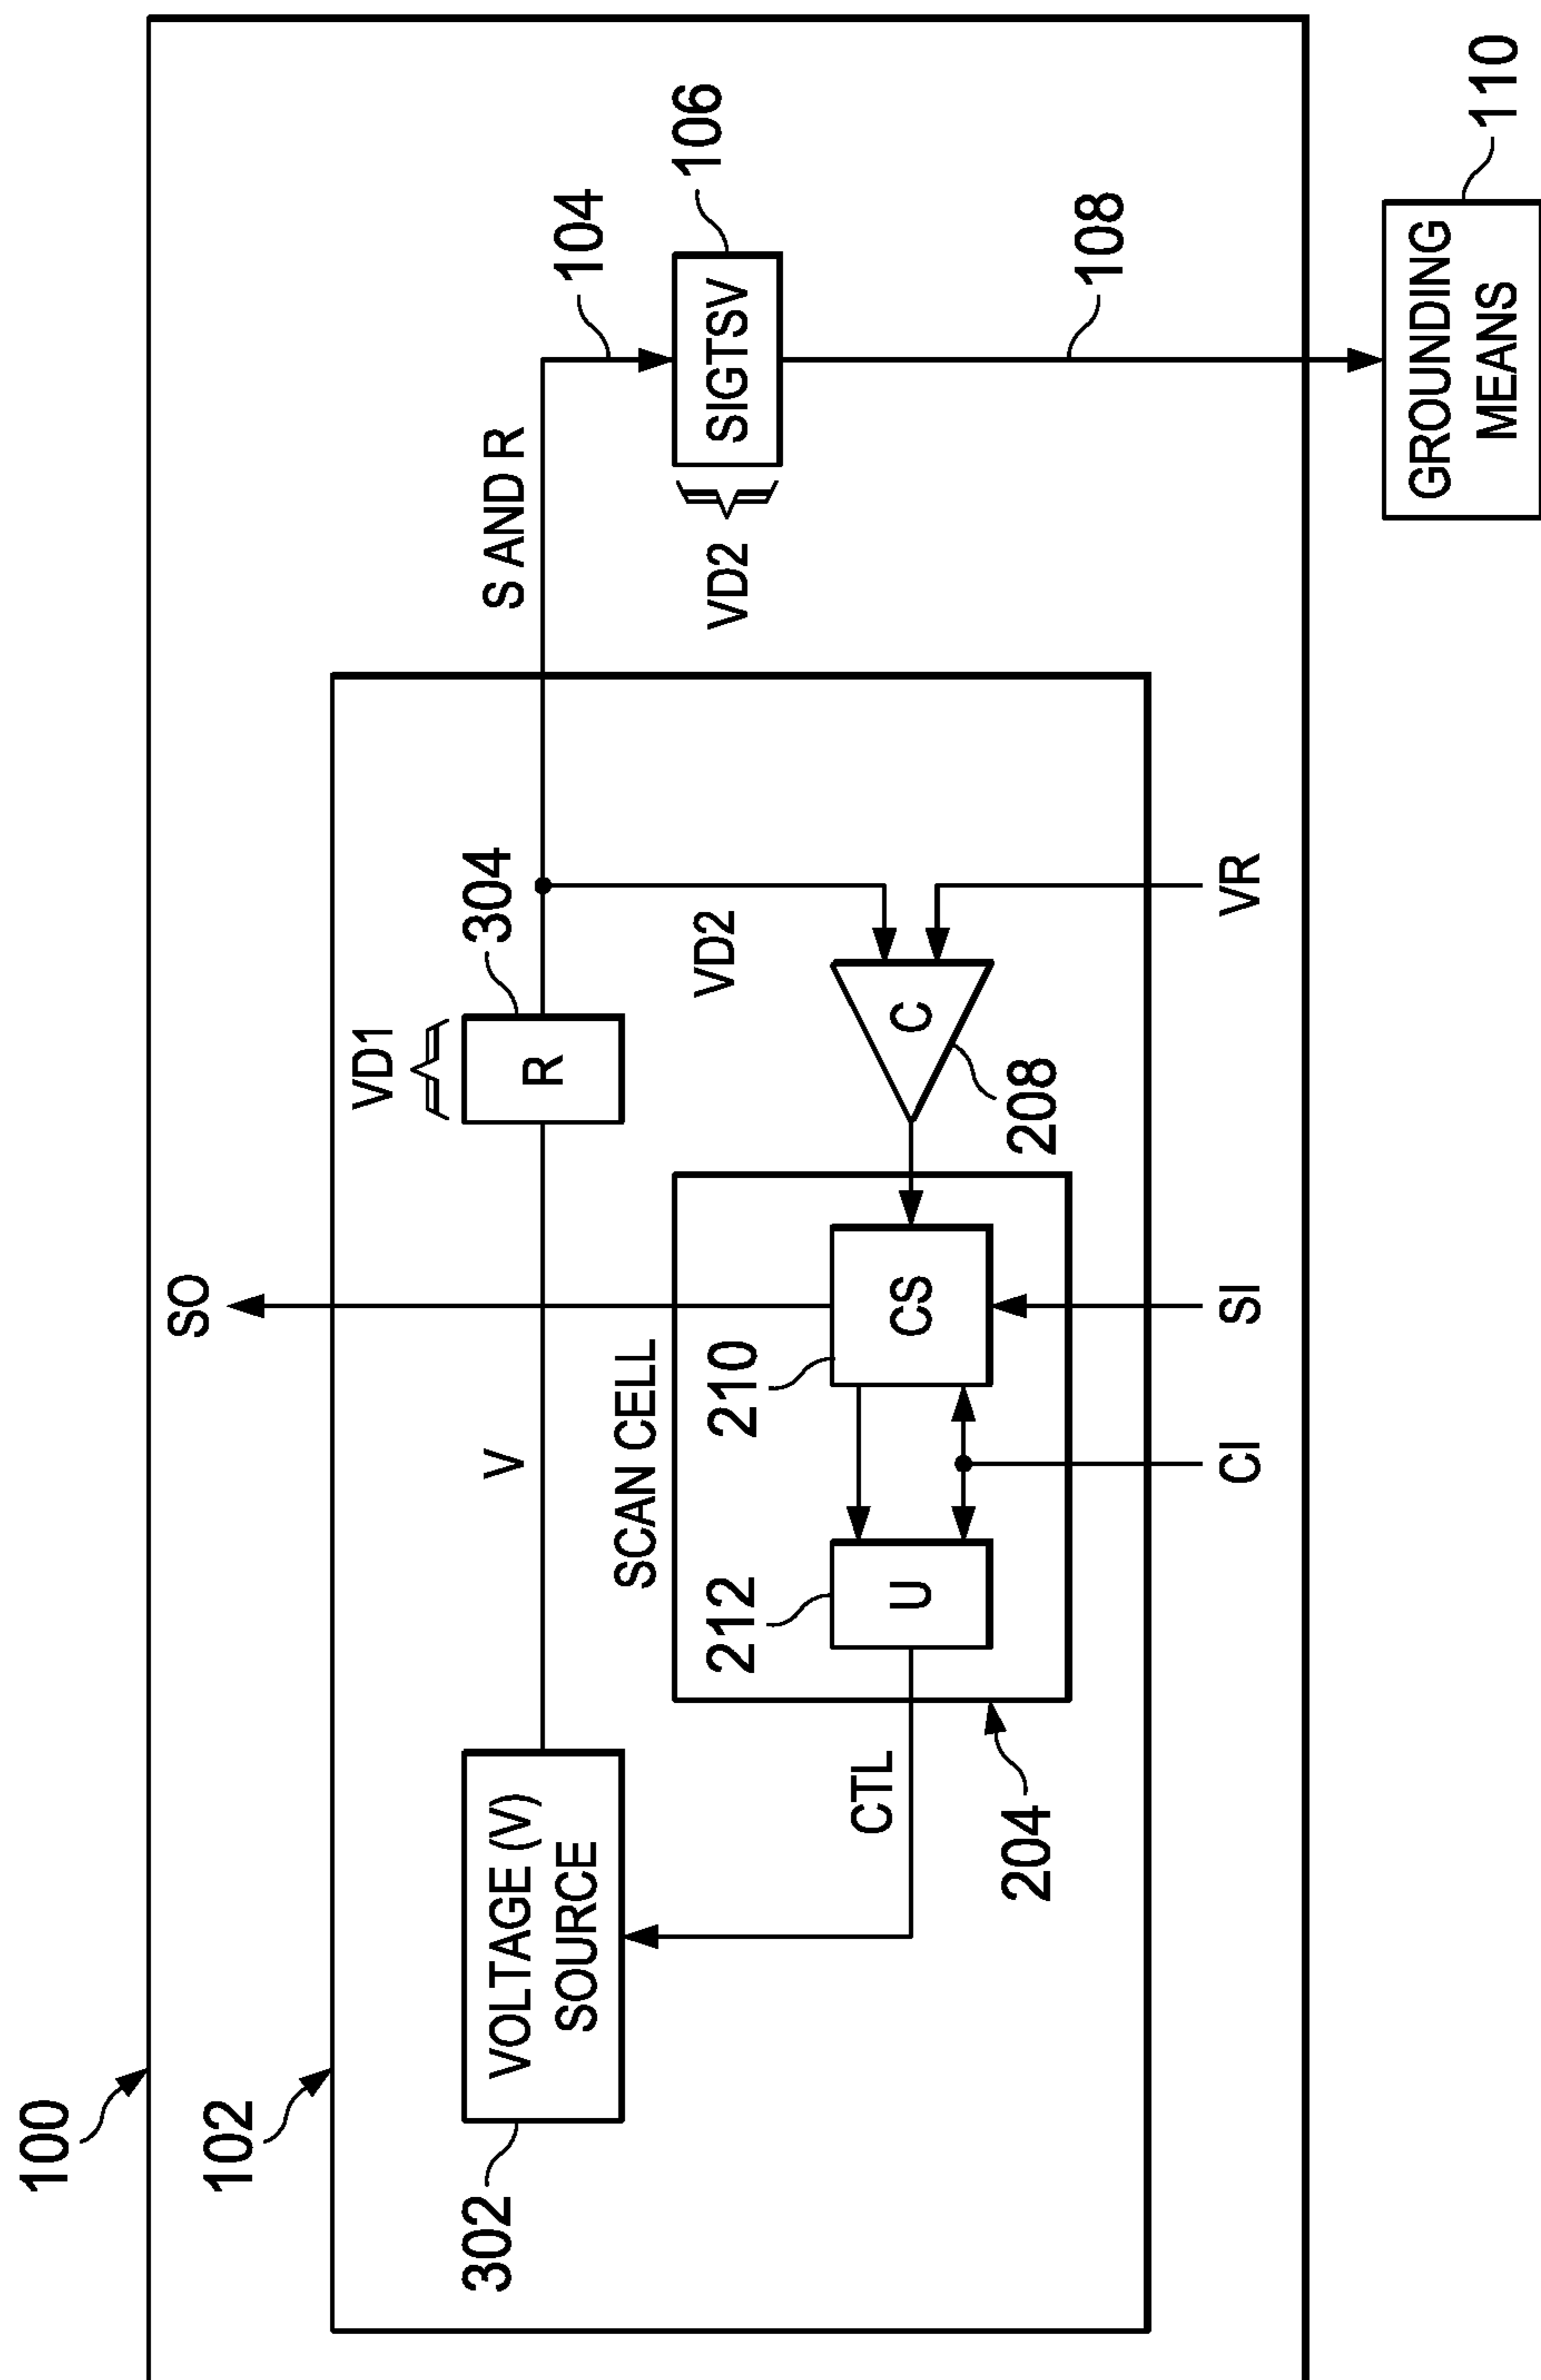 100
102
302
VOLTAGE (V)
SOURCE
V
VD1
R
304
S AND R
104
SIGTSV
106
VD2
108
GROUNDING
MEANS
110
SO
SCAN CELL
212
U
210
CS
C
208
VD2
CTL
204
CI
SI
VR